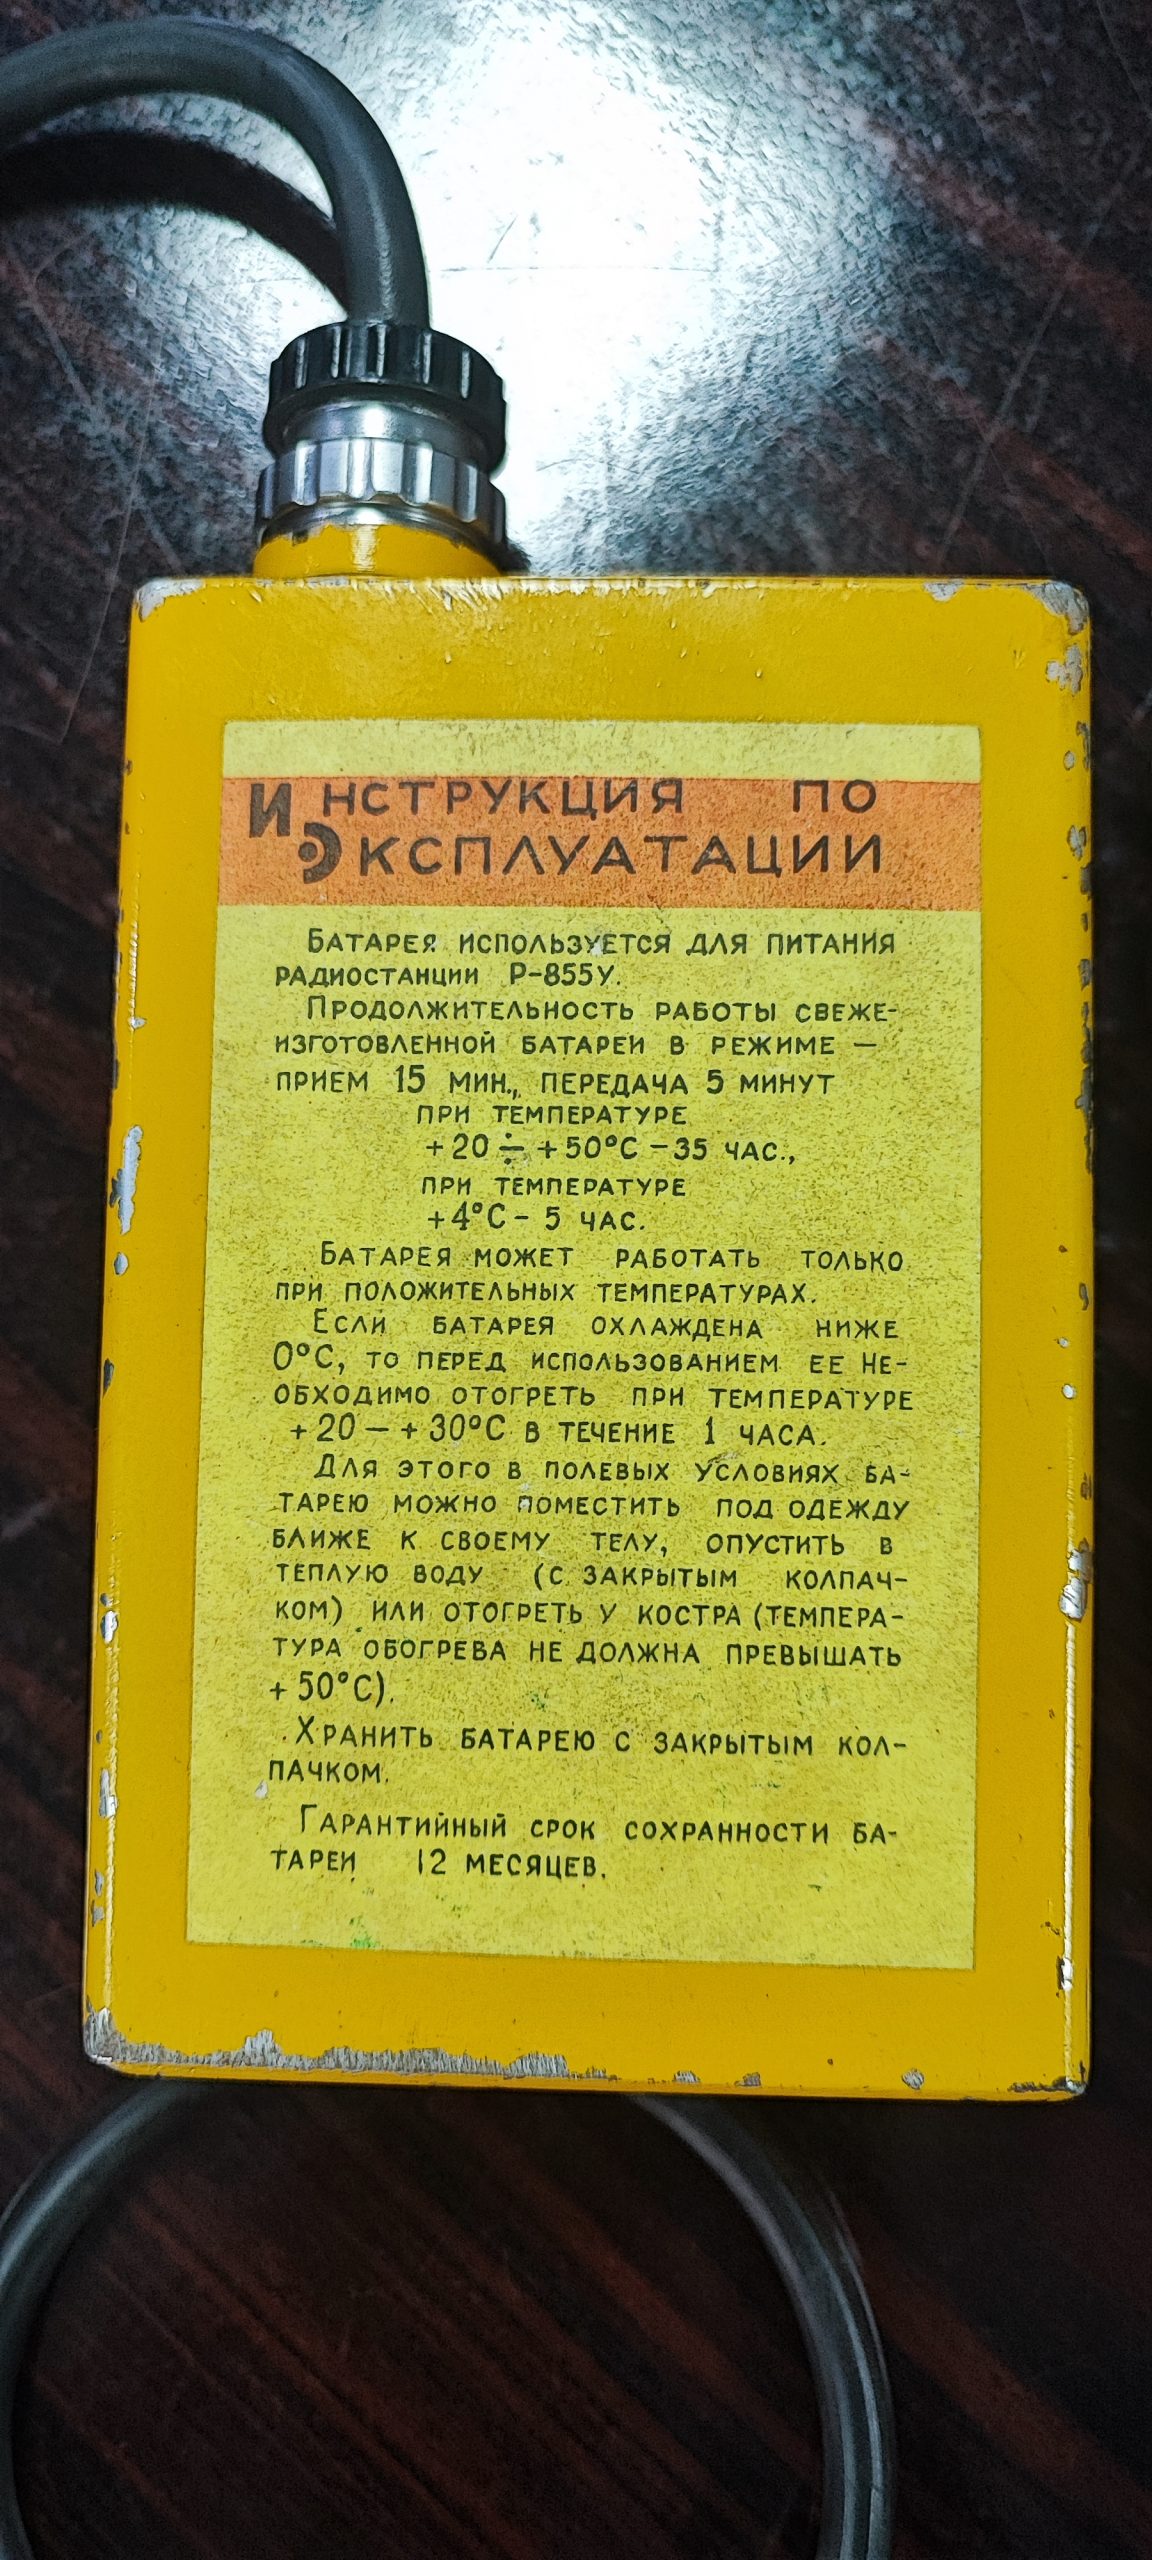 ИНСТРУКЦИЯ ПО
ЭКСПЛУАТАЦИИ
БАТАРЕЯ ИСПОЛЬЗУЕТСЯ ДЛЯ ПИТАНИЯ
РАДИОСТАНЦИИ Р-855У.
ПРОДОЛЖИТЕЛЬНОСТЬ РАБОТЫ СВЕЖЕ-
ИЗГОТОВЛЕННОЙ БАТАРЕИ В РЕЖИМЕ —
ПРИЕМ 15 МИН., ПЕРЕДАЧА 5 МИНУТ
ПРИ ТЕМПЕРАТУРЕ
+20 ÷ +50°С - 35 ЧАС.,
ПРИ ТЕМПЕРАТУРЕ
+4°С - 5 ЧАС.
БАТАРЕЯ МОЖЕТ РАБОТАТЬ ТОЛЬКО
ПРИ ПОЛОЖИТЕЛЬНЫХ ТЕМПЕРАТУРАХ.
ЕСЛИ БАТАРЕЯ ОХЛАЖДЕНА НИЖЕ
0°С, ТО ПЕРЕД ИСПОЛЬЗОВАНИЕМ ЕЕ НЕ-
ОБХОДИМО ОТОГРЕТЬ ПРИ ТЕМПЕРАТУРЕ
+20 — +30°С В ТЕЧЕНИЕ 1 ЧАСА.
ДЛЯ ЭТОГО В ПОЛЕВЫХ УСЛОВИЯХ БА-
ТАРЕЮ МОЖНО ПОМЕСТИТЬ ПОД ОДЕЖДУ
БЛИЖЕ К СВОЕМУ ТЕЛУ, ОПУСТИТЬ В
ТЕПЛУЮ ВОДУ (С ЗАКРЫТЫМ КОЛПАЧ-
КОМ) ИЛИ ОТОГРЕТЬ У КОСТРА (ТЕМПЕРА-
ТУРА ОБОГРЕВА НЕ ДОЛЖНА ПРЕВЫШАТЬ
+50°С).
ХРАНИТЬ БАТАРЕЮ С ЗАКРЫТЫМ КОЛ-
ПАЧКОМ.
ГАРАНТИЙНЫЙ СРОК СОХРАННОСТИ БА-
ТАРЕИ 12 МЕСЯЦЕВ.